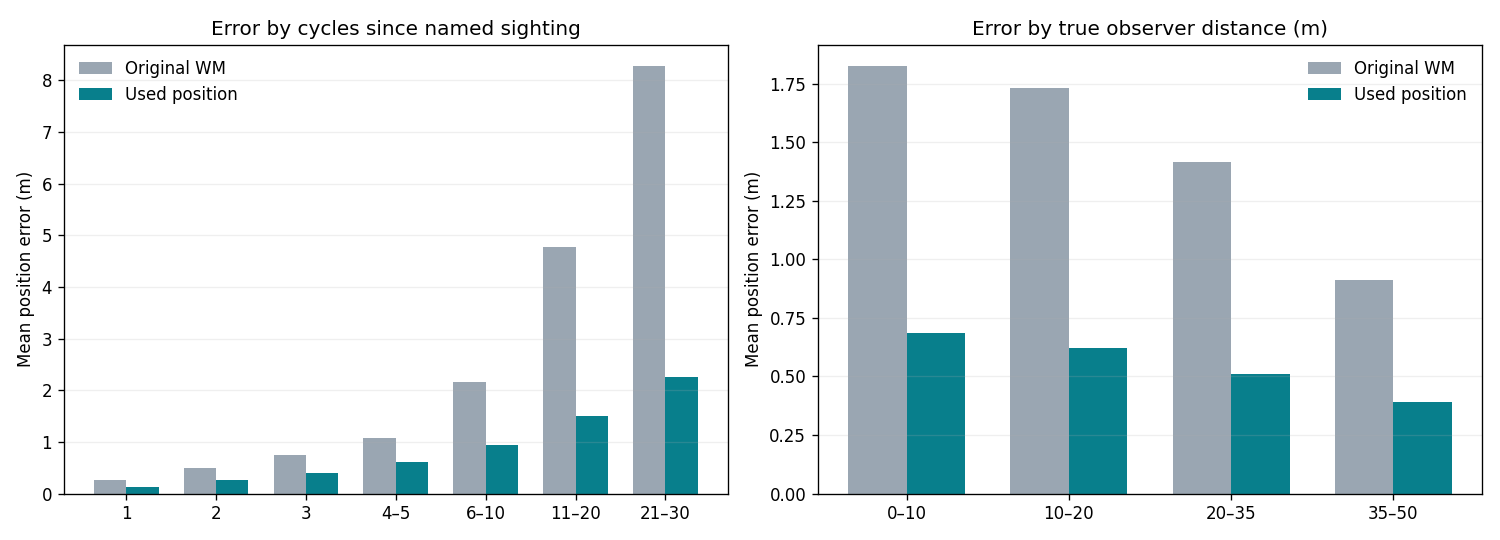 Error by cycles since named sighting
Original WM
Used position
Mean position error (m)
8
7
6
5
4
3
2
1
0
1 2 3 4–5 6–10 11–20 21–30
Error by true observer distance (m)
Original WM
Used position
Mean position error (m)
1.75
1.50
1.25
1.00
0.75
0.50
0.25
0.00
0–10 10–20 20–35 35–50